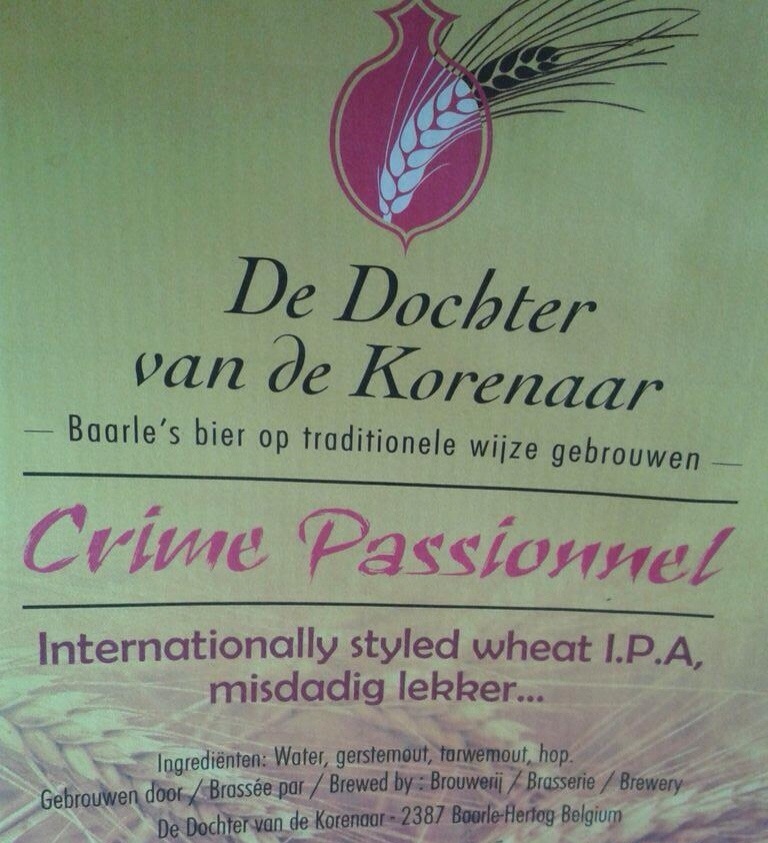 De Dochter
van de Korenaar
— Baarle's bier op traditionele wijze gebrouwen —
Crime Passionnel
Internationally styled wheat I.P.A,
misdadig lekker...
Ingrediënten: Water, gerstemout, tarwemout, hop.
Gebrouwen door / Brassée par / Brewed by : Brouwerij / Brasserie / Brewery
De Dochter van de Korenaar - 2387 Baarle-Hertog Belgium